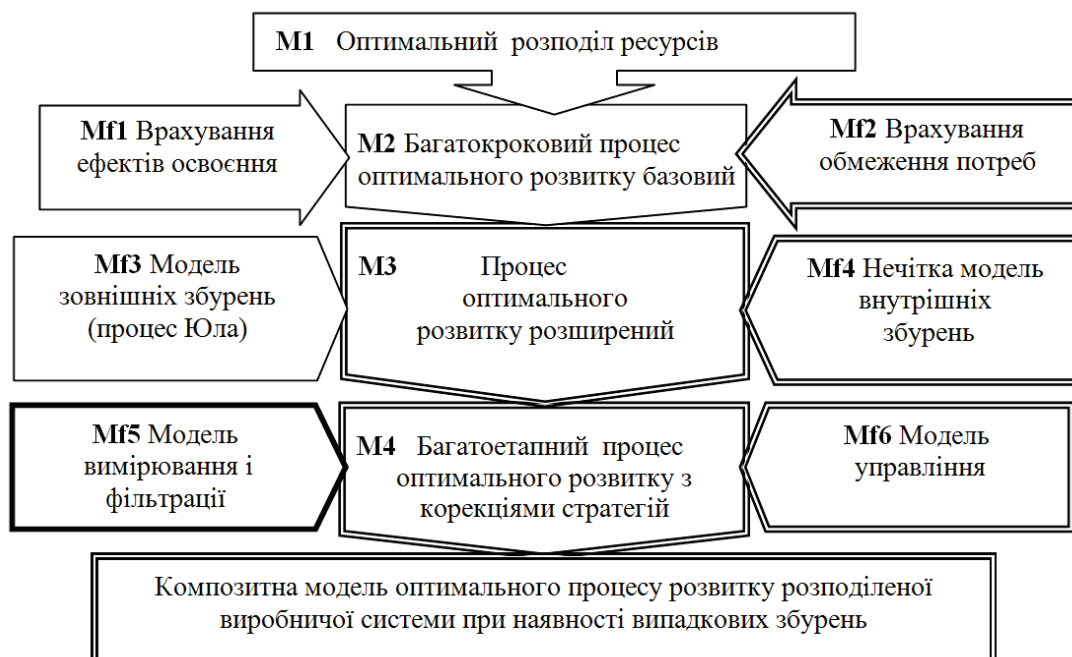 М1 Оптимальний розподіл ресурсів
Mf1 Врахування
ефектів освоєння
М2 Багатокроковий процес
оптимального розвитку базовий
Mf2 Врахування
обмеження потреб
Mf3 Модель
зовнішніх збурень
(процес Юла)
М3 Процес
оптимального
розвитку розширений
Mf4 Нечітка модель
внутрішніх
збурень
Mf5 Модель
вимірювання і
фільтрації
М4 Багатоетапний процес
оптимального розвитку з
корекціями стратегій
Mf6 Модель
управління
Композитна модель оптимального процесу розвитку розподіленої
виробничої системи при наявності випадкових збурень